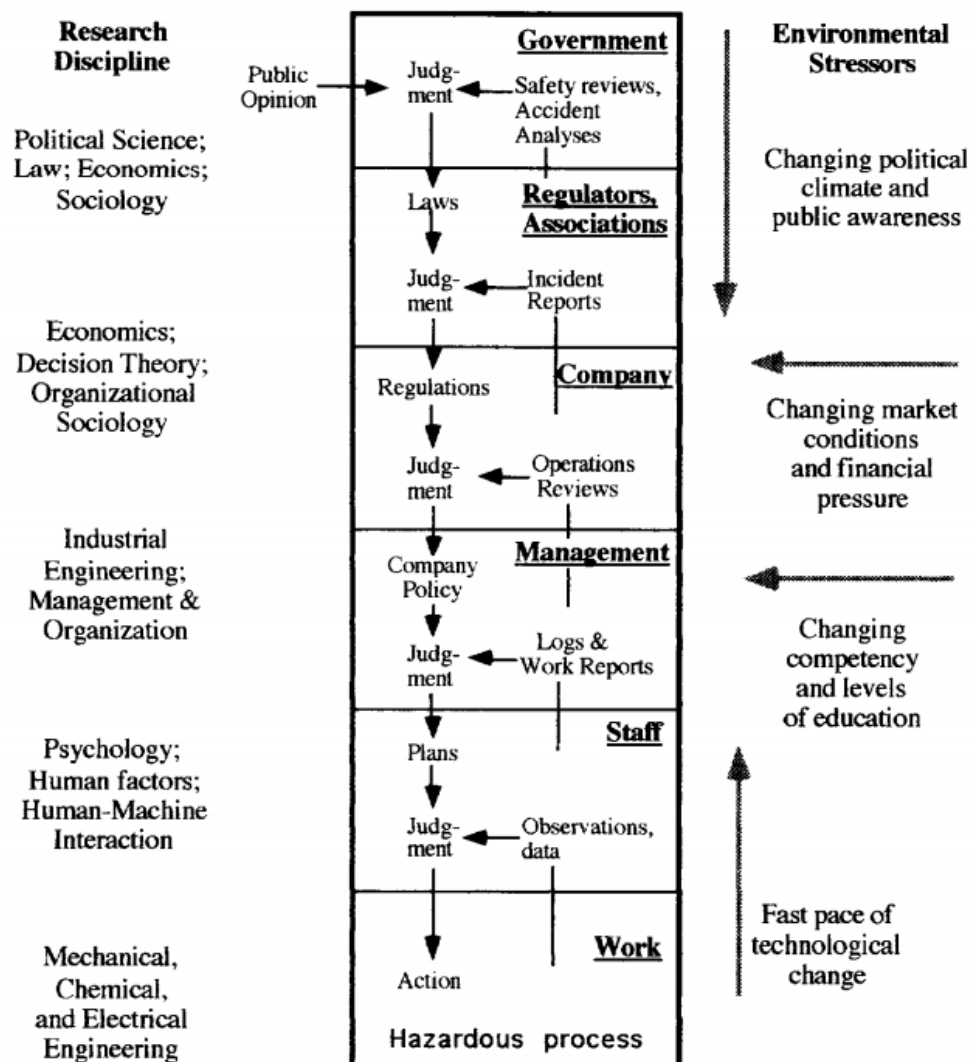 Research
Discipline
Political Science;
Law; Economics;
Sociology
Economics;
Decision Theory;
Organizational
Sociology
Industrial
Engineering;
Management &
Organization
Psychology;
Human factors;
Human-Machine
Interaction
Mechanical,
Chemical,
and Electrical
Engineering
Public
Opinion
Government
Judg-
ment
Safety reviews,
Accident
Analyses
Laws
Regulators,
Associations
Judg-
ment
Incident
Reports
Company
Regulations
Judg-
ment
Operations
Reviews
Management
Company
Policy
Judg-
ment
Logs &
Work Reports
Staff
Plans
Judg-
ment
Observations,
data
Work
Action
Hazardous process
Environmental
Stressors
Changing political
climate and
public awareness
Changing market
conditions
and financial
pressure
Changing
competency
and levels
of education
Fast pace of
technological
change